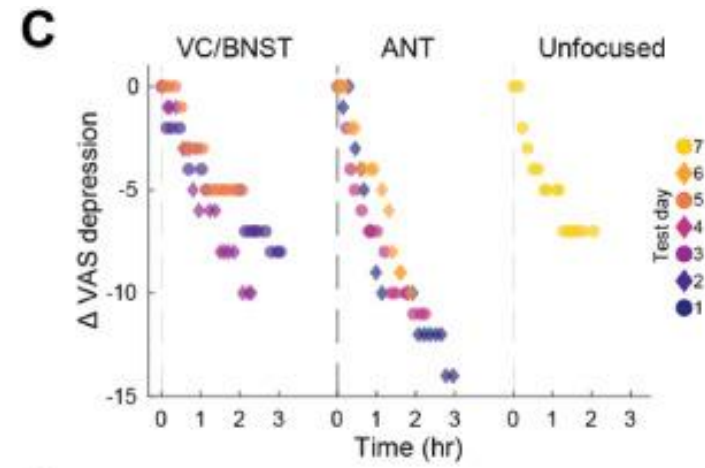 C
VC/BNST ANT Unfocused
0
-5
-10
-15
Δ VAS depression
0 1 2 3 0 1 2 3 0 1 2 3
Time (hr)
Test day
7
6
5
4
3
2
1